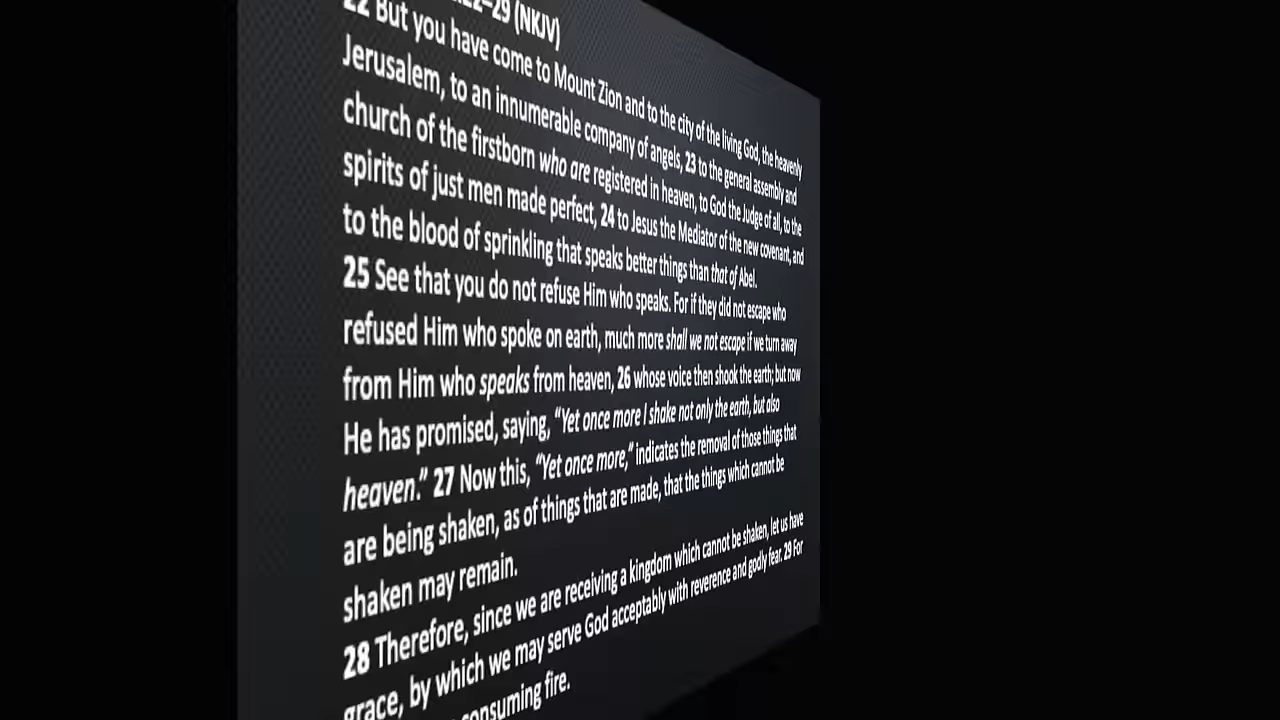 22–29 (NKJV)
22 But you have come to Mount Zion and to the city of the living God, the heavenly
Jerusalem, to an innumerable company of angels, 23 to the general assembly and
church of the firstborn who are registered in heaven, to God the Judge of all, to the
spirits of just men made perfect, 24 to Jesus the Mediator of the new covenant, and
to the blood of sprinkling that speaks better things than that of Abel.
25 See that you do not refuse Him who speaks. For if they did not escape who
refused Him who spoke on earth, much more shall we not escape if we turn away
from Him who speaks from heaven, 26 whose voice then shook the earth; but now
He has promised, saying, “Yet once more I shake not only the earth, but also
heaven.” 27 Now this, “Yet once more,” indicates the removal of those things that
are being shaken, as of things that are made, that the things which cannot be
shaken may remain.
28 Therefore, since we are receiving a kingdom which cannot be shaken, let us have
grace, by which we may serve God acceptably with reverence and godly fear. 29 For
consuming fire.